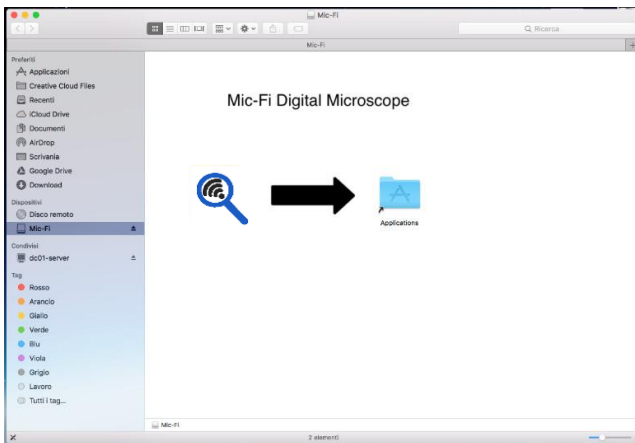 Mic-Fi
Ricerca
Mic-Fi
Preferiti
Applicazioni
Creative Cloud Files
Recenti
iCloud Drive
Documenti
AirDrop
Scrivania
Google Drive
Download
Dispositivi
Disco remoto
Mic-Fi
Condivisi
dc01-server
Tag
Rosso
Arancio
Giallo
Verde
Blu
Viola
Grigio
Lavoro
Tutti i tag...
Mic-Fi Digital Microscope
Applications
Mic-Fi
2 elementi